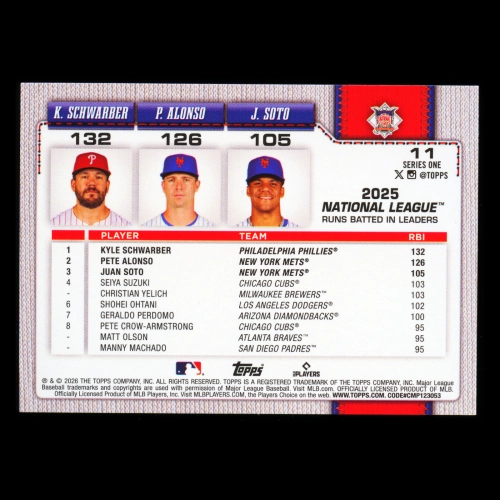 K. SCHWARBER P. ALONSO J. SOTO
132 126 105
11
SERIES ONE
@TOPPS
2025
NATIONAL LEAGUE™
RUNS BATTED IN LEADERS
PLAYER TEAM RBI
1 KYLE SCHWARBER PHILADELPHIA PHILLIES® 132
2 PETE ALONSO NEW YORK METS® 126
3 JUAN SOTO NEW YORK METS® 105
4 SEIYA SUZUKI CHICAGO CUBS® 103
- CHRISTIAN YELICH MILWAUKEE BREWERS® 103
6 SHOHEI OHTANI LOS ANGELES DODGERS® 102
7 GERALDO PERDOMO ARIZONA DIAMONDBACKS® 100
8 PETE CROW-ARMSTRONG CHICAGO CUBS® 95
- MATT OLSON ATLANTA BRAVES™ 95
- MANNY MACHADO SAN DIEGO PADRES™ 95
Topps
PLAYERS
® & © 2026 THE TOPPS COMPANY, INC. ALL RIGHTS RESERVED. TOPPS IS A REGISTERED TRADEMARK OF THE TOPPS COMPANY, INC. Major League
Baseball trademarks and copyrights are used with permission of Major League Baseball. Visit MLB.com. OFFICIALLY LICENSED PRODUCT OF MLB.
Officially Licensed Product of MLB Players, Inc. Visit MLBPLAYERS.com, the Players Choice on the web. WWW.TOPPS.COM. CODE#CMP123053